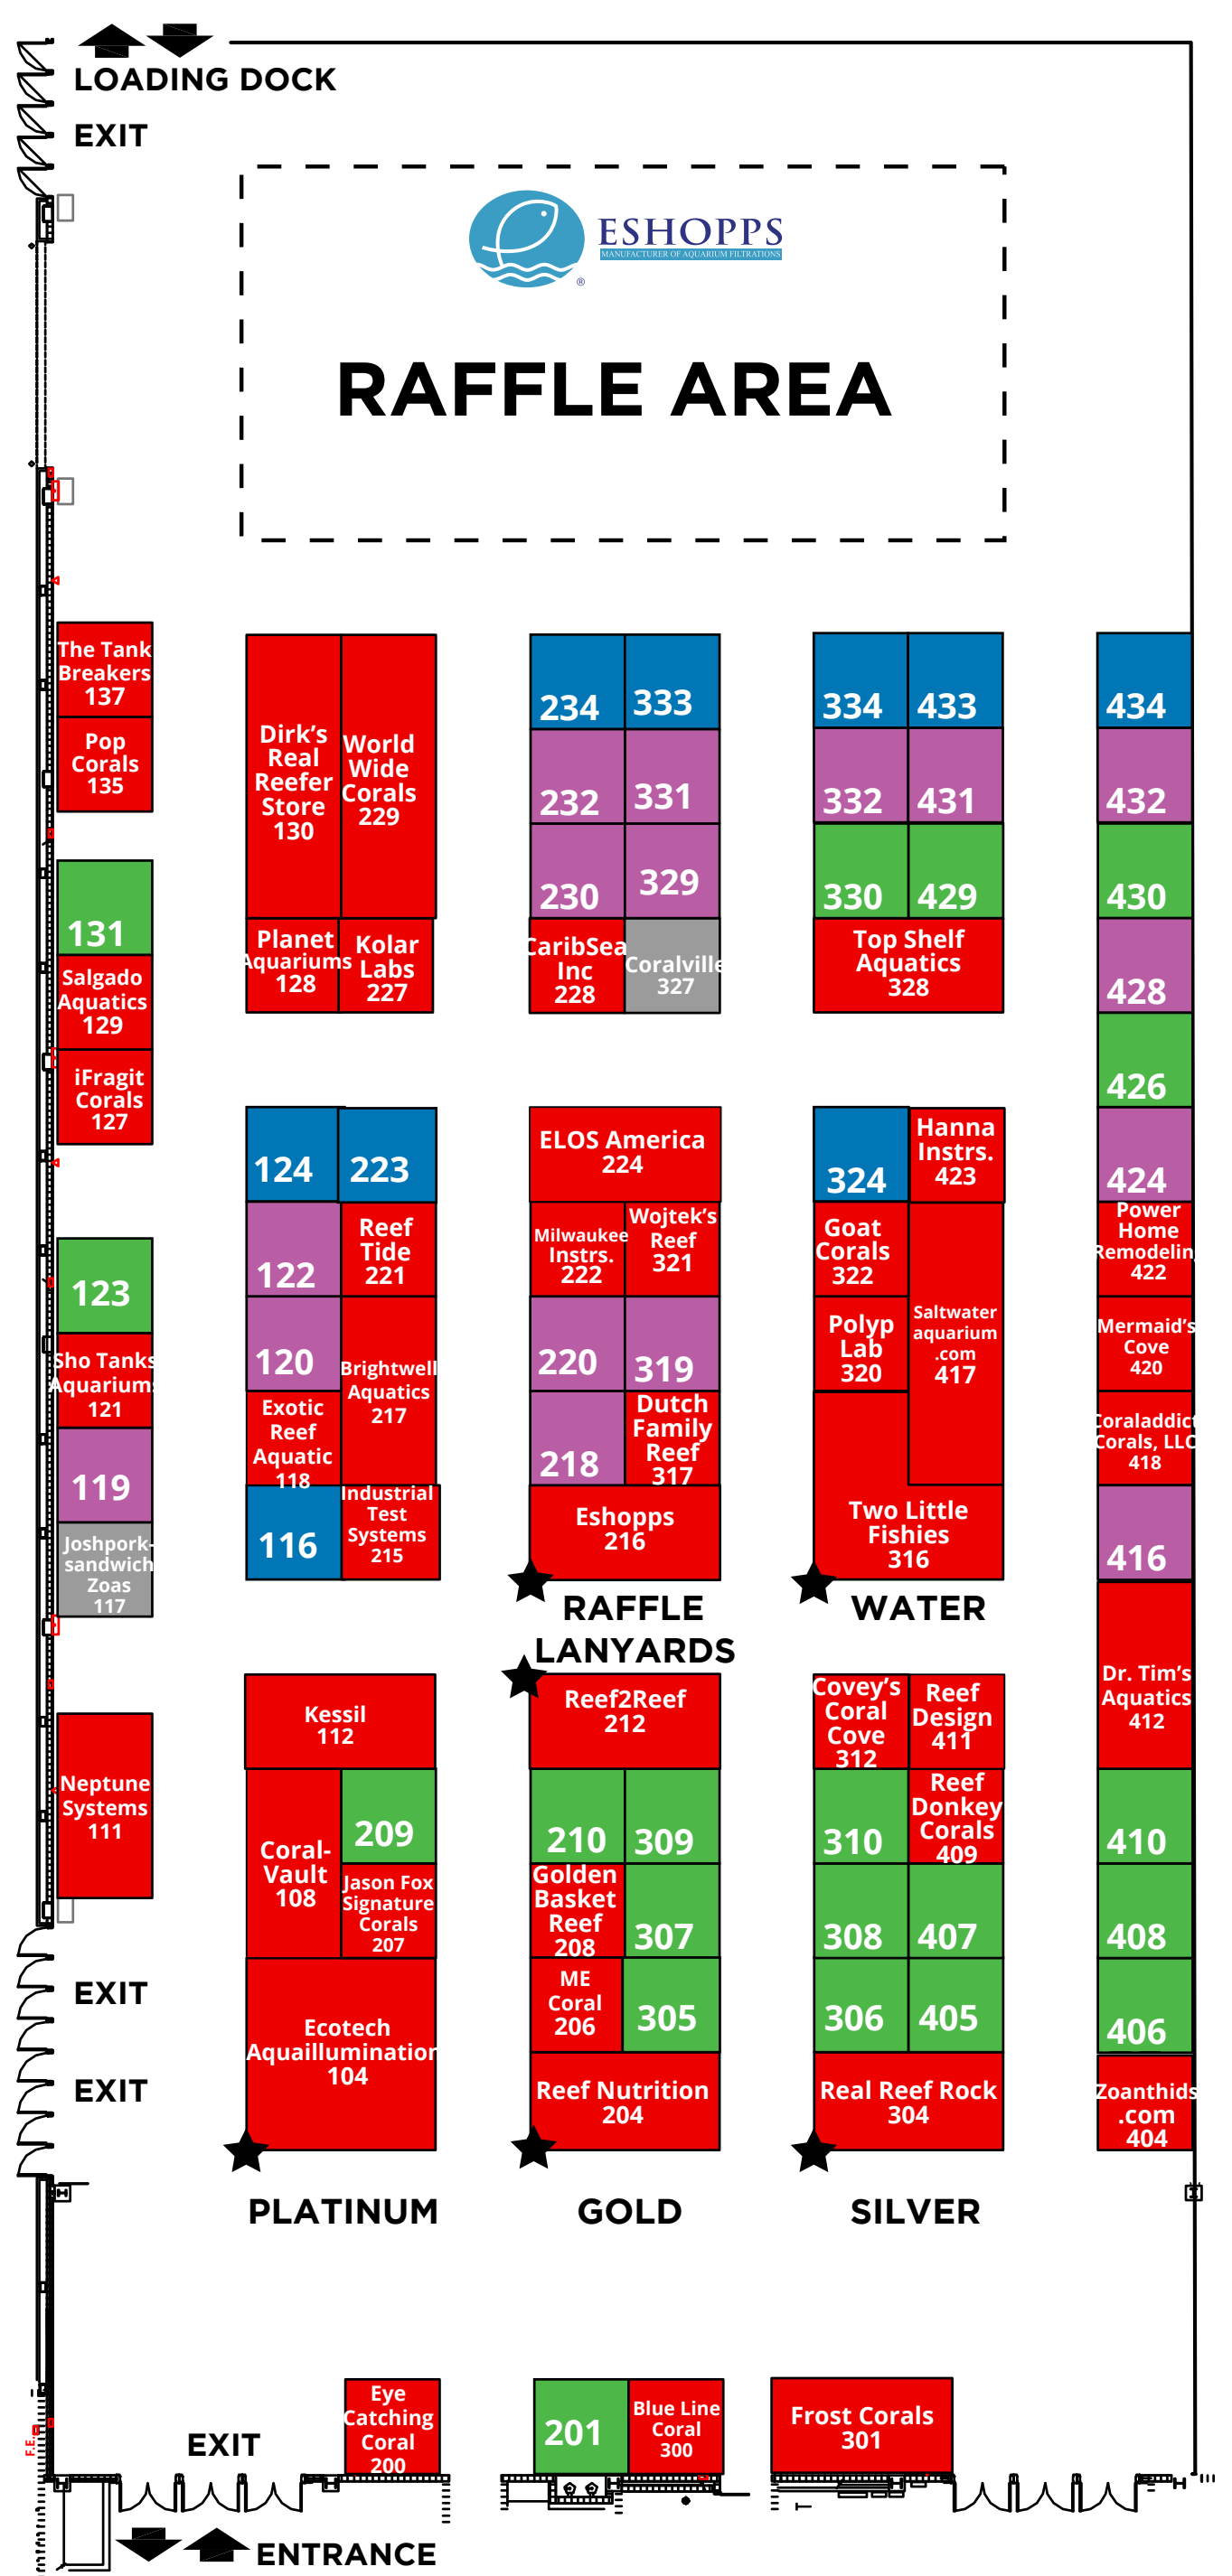 LOADING DOCK
EXIT
ESHOPPS
MANUFACTURER OF AQUARIUM FILTRATIONS
®
RAFFLE AREA
The Tank
Breakers
137
Pop
Corals
135
131
Salgado
Aquatics
129
iFragit
Corals
127
123
Sho Tanks
Aquariums
121
119
Joshpork-
sandwich
Zoas
117
Neptune
Systems
111
EXIT
EXIT
Dirk's
Real
Reefer
Store
130
World
Wide
Corals
229
Planet
Aquariums
128
Kolar
Labs
227
124
223
122
Reef
Tide
221
120
Brightwell
Aquatics
217
Exotic
Reef
Aquatic
118
116
Industrial
Test
Systems
215
Kessil
112
Coral-
Vault
108
209
Jason Fox
Signature
Corals
207
Ecotech
Aquaillumination
104
PLATINUM
234
333
232
331
230
329
CaribSea
Inc
228
Coralville
327
ELOS America
224
Milwaukee
Instrs.
222
Wojtek's
Reef
321
220
319
218
Dutch
Family
Reef
317
Eshopps
216
RAFFLE
LANYARDS
Reef2Reef
212
210
309
Golden
Basket
Reef
208
307
ME
Coral
206
305
Reef Nutrition
204
GOLD
334
433
332
431
330
429
Top Shelf
Aquatics
328
324
Hanna
Instrs.
423
Goat
Corals
322
Saltwater
aquarium
.com
417
Polyp
Lab
320
Two Little
Fishies
316
WATER
Covey's
Coral
Cove
312
Reef
Design
411
310
Reef
Donkey
Corals
409
308
407
306
405
Real Reef Rock
304
SILVER
434
432
430
428
426
424
Power
Home
Remodeling
422
Mermaid's
Cove
420
Coraladdict
Corals, LLC
418
416
Dr. Tim's
Aquatics
412
410
408
406
Zoanthids
.com
404
F.E.
EXIT
Eye
Catching
Coral
200
201
Blue Line
Coral
300
Frost Corals
301
ENTRANCE